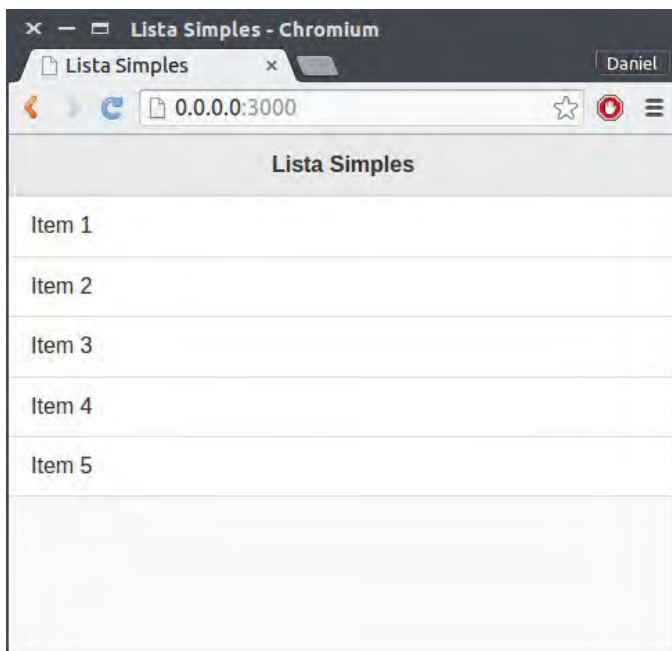 Lista Simples - Chromium
Lista Simples
Daniel
0.0.0.0:3000
Lista Simples
Item 1
Item 2
Item 3
Item 4
Item 5